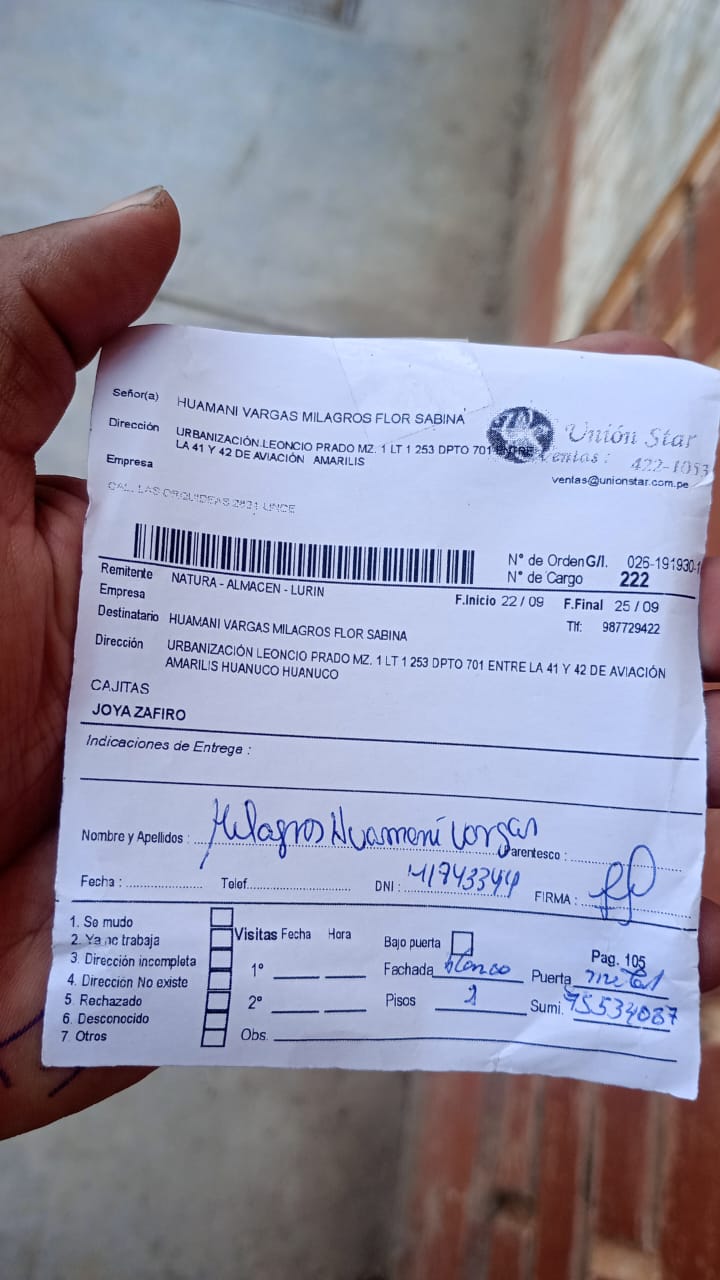 Señor(a) HUAMANI VARGAS MILAGROS FLOR SABINA
Dirección URBANIZACIÓN.LEONCIO PRADO MZ. 1 LT 1 253 DPTO 701 ENTRE
LA 41 Y 42 DE AVIACIÓN AMARILIS
Empresa
Unión Star
Ventas : 422-1053
ventas@unionstar.com.pe
CAL. LAS ORQUIDEAS 2831 LINCE
N° de Orden G/I. 026-191930-1
N° de Cargo 222
Remitente NATURA - ALMACEN - LURIN
Empresa
F.Inicio 22 / 09 F.Final 25 / 09
Destinatario HUAMANI VARGAS MILAGROS FLOR SABINA
Tlf: 987729422
Dirección URBANIZACIÓN LEONCIO PRADO MZ. 1 LT 1 253 DPTO 701 ENTRE LA 41 Y 42 DE AVIACIÓN
AMARILIS HUANUCO HUANUCO
CAJITAS
JOYA ZAFIRO
Indicaciones de Entrega :
Nombre y Apellidos : Milagros Huamaní Vargas Parentesco :
Fecha : Telef. DNI : 41943344 FIRMA :
1. Se mudo
2. Ya no trabaja
3. Dirección incompleta
4. Dirección No existe
5. Rechazado
6. Desconocido
7. Otros
Visitas Fecha Hora
1°
2°
Obs.
Bajo puerta Pag. 105
Fachada blanco Puerta metal
Pisos 2 Sumi. 75534087